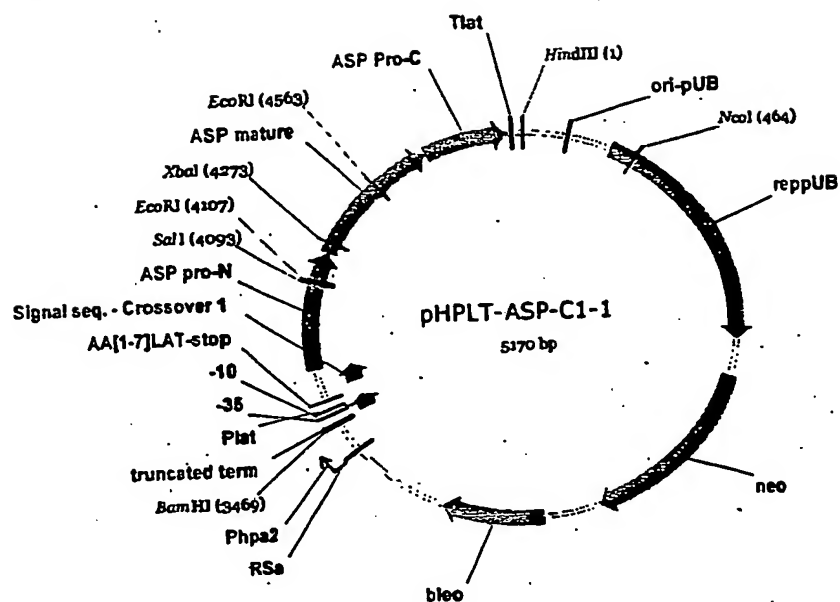 Tlat
HindIII (1)
ASP Pro-C
ori-pUB
EcoRI (4563)
NcoI (464)
ASP mature
reppUB
XbaI (4273)
EcoRI (4107)
SalI (4093)
ASP pro-N
Signal seq. - Crossover 1
pHPLT-ASP-C1-1
AA[1-7]LAT-stop
5170 bp
-10
-35
Plat
truncated term
neo
BamHI (3469)
Phpa2
RSa
bleo